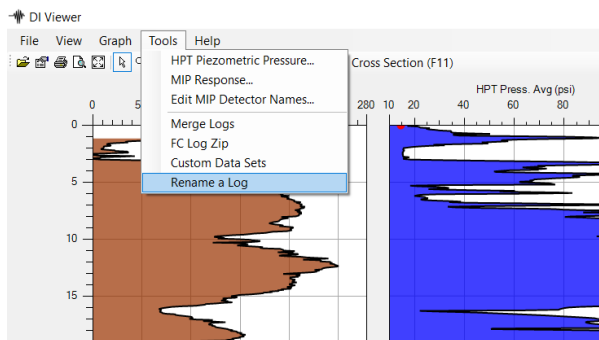 DI Viewer
File View Graph Tools Help
HPT Piezometric Pressure...
MIP Response...
Edit MIP Detector Names...
Merge Logs
FC Log Zip
Custom Data Sets
Rename a Log
Cross Section (F11)
HPT Press. Avg (psi)
0 5 280 10 20 40 60 80
0
5
10
15